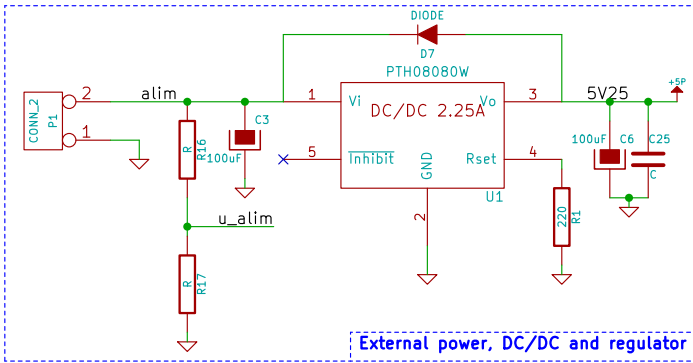 DIODE
D7
PTH08080W
CONN_2
P1
2
1
alim
R
R16
C3
100uF
1
Vi
DC/DC 2.25A
Vo
3
5
Inhibit
GND
Rset
4
2
U1
5V25
+5P
100uF
C6
C25
C
220
R1
u_alim
R
R17
External power, DC/DC and regulator